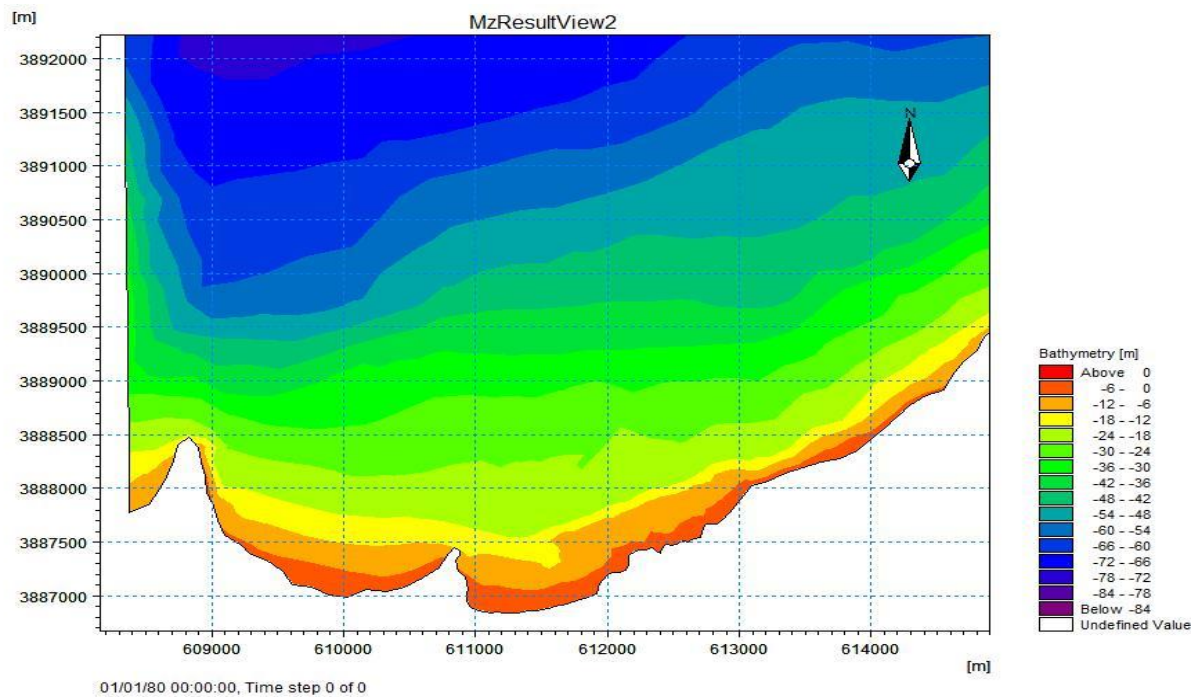 [m]
MzResultView2
3892000
3891500
3891000
3890500
3890000
3889500
3889000
3888500
3888000
3887500
3887000
N
609000 610000 611000 612000 613000 614000
[m]
01/01/80 00:00:00, Time step 0 of 0
Bathymetry [m]
Above 0
-6 - 0
-12 - -6
-18 - -12
-24 - -18
-30 - -24
-36 - -30
-42 - -36
-48 - -42
-54 - -48
-60 - -54
-66 - -60
-72 - -66
-78 - -72
-84 - -78
Below -84
Undefined Value